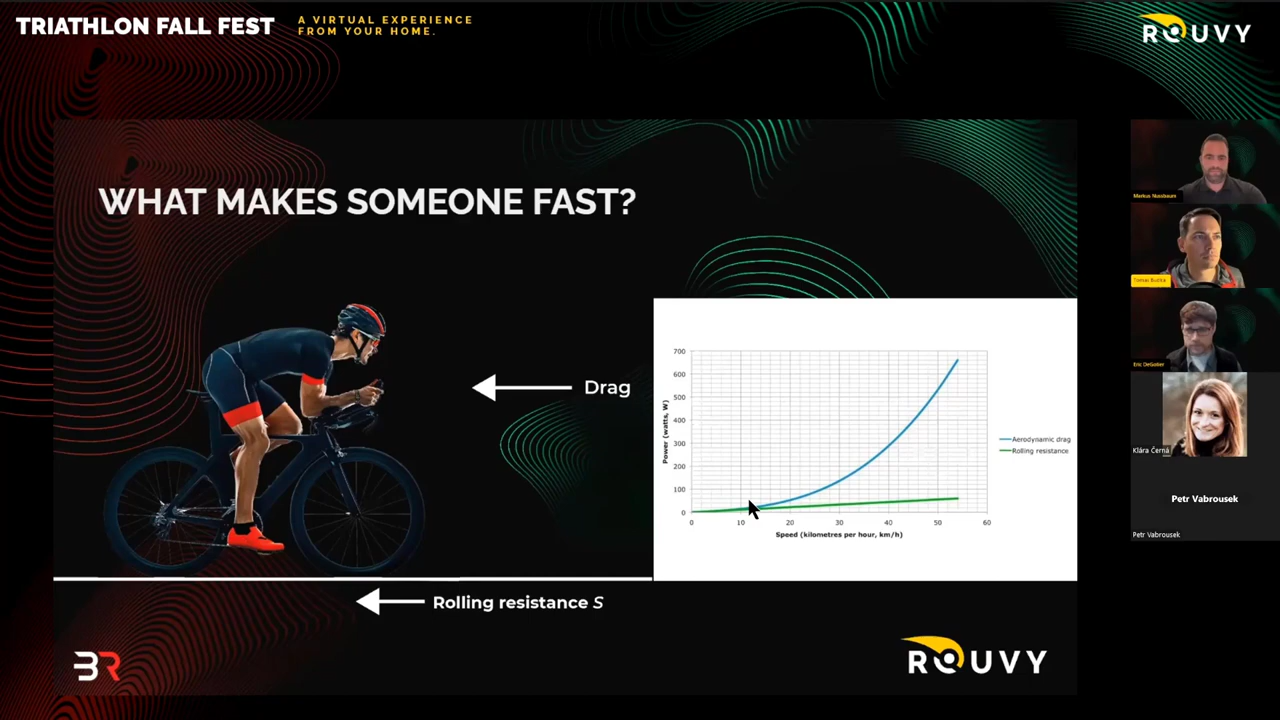 TRIATHLON FALL FEST
A VIRTUAL EXPERIENCE
FROM YOUR HOME.
ROUVY
WHAT MAKES SOMEONE FAST?
Drag
Rolling resistance S
700
600
500
400
300
200
100
0
Power (watts, W)
0 10 20 30 40 50 60
Speed (kilometres per hour, km/h)
Aerodynamic drag
Rolling resistance
BR
ROUVY
Markus Nussbaum
Eric DeGolier
Klára Černá
Petr Vabrousek
Petr Vabrousek